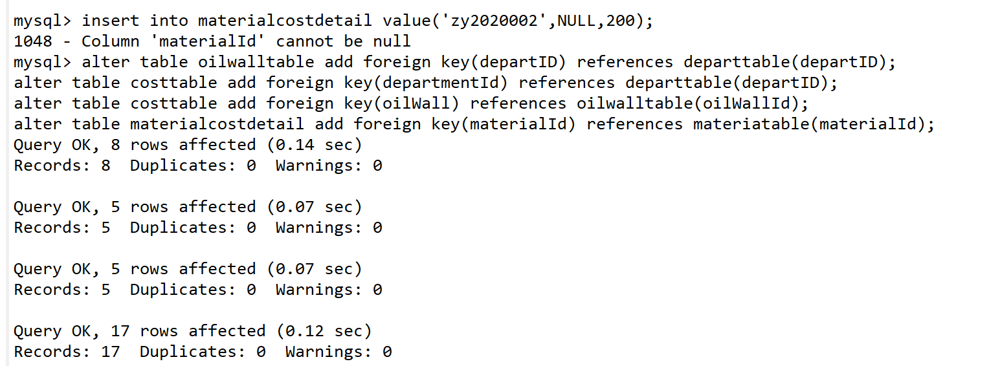 mysql> insert into materialcostdetail value('zy2020002',NULL,200);
1048 - Column 'materialId' cannot be null
mysql> alter table oilwalltable add foreign key(departID) references departtable(departID);
alter table costtable add foreign key(departmentId) references departtable(departID);
alter table costtable add foreign key(oilWall) references oilwalltable(oilWallId);
alter table materialcostdetail add foreign key(materialId) references materiatable(materialId);
Query OK, 8 rows affected (0.14 sec)
Records: 8  Duplicates: 0  Warnings: 0

Query OK, 5 rows affected (0.07 sec)
Records: 5  Duplicates: 0  Warnings: 0

Query OK, 5 rows affected (0.07 sec)
Records: 5  Duplicates: 0  Warnings: 0

Query OK, 17 rows affected (0.12 sec)
Records: 17  Duplicates: 0  Warnings: 0